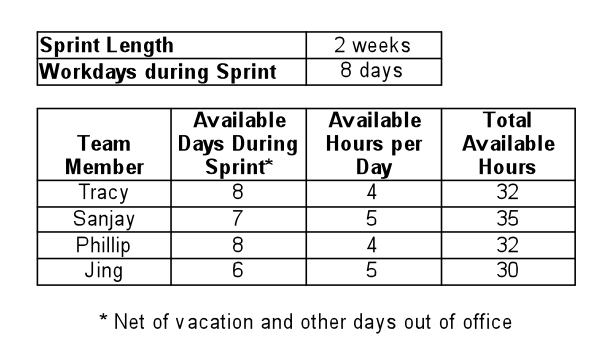 Sprint Length 2 weeks
Workdays during Sprint 8 days
Team Member Available Days During Sprint* Available Hours per Day Total Available Hours
Tracy 8 4 32
Sanjay 7 5 35
Phillip 8 4 32
Jing 6 5 30
* Net of vacation and other days out of office